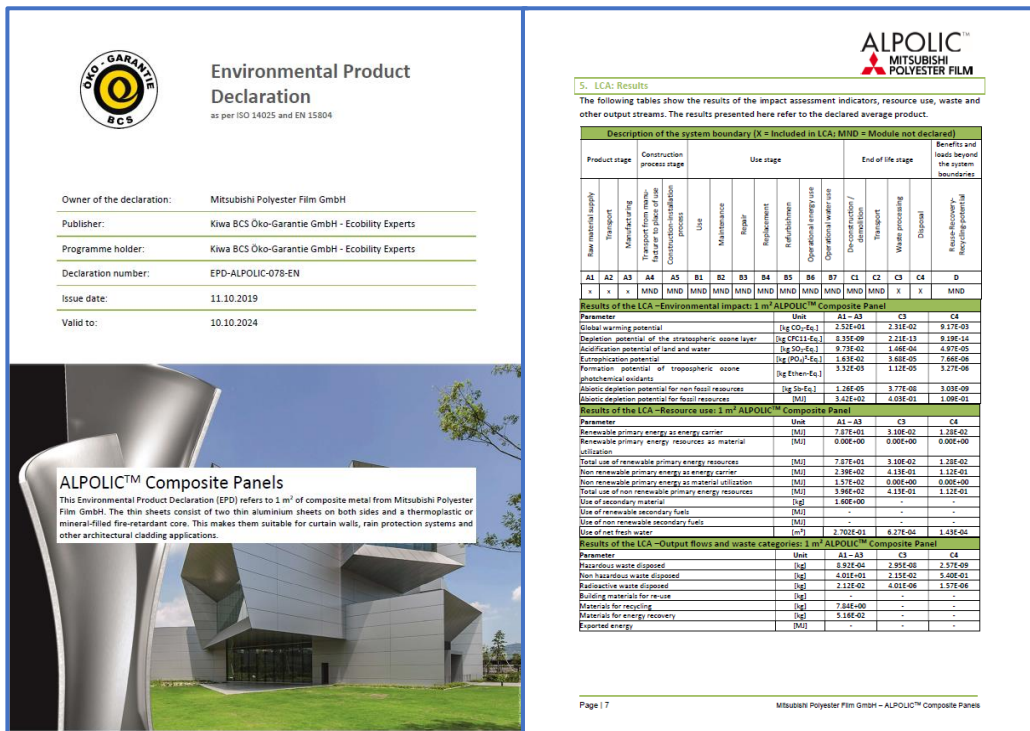 ÖKO - GARANTIE
BCS
Environmental Product
Declaration
as per ISO 14025 and EN 15804
Owner of the declaration: Mitsubishi Polyester Film GmbH
Publisher: Kiwa BCS Öko-Garantie GmbH - Ecobility Experts
Programme holder: Kiwa BCS Öko-Garantie GmbH - Ecobility Experts
Declaration number: EPD-ALPOLIC-078-EN
Issue date: 11.10.2019
Valid to: 10.10.2024
ALPOLIC™ Composite Panels
This Environmental Product Declaration (EPD) refers to 1 m² of composite metal from Mitsubishi Polyester
Film GmbH. The thin sheets consist of two thin aluminium sheets on both sides and a thermoplastic or
mineral-filled fire-retardant core. This makes them suitable for curtain walls, rain protection systems and
other architectural cladding applications.
ALPOLIC™
MITSUBISHI
POLYESTER FILM
5. LCA: Results
The following tables show the results of the impact assessment indicators, resource use, waste and
other output streams. The results presented here refer to the declared average product.
Description of the system boundary (X = Included in LCA; MND = Module not declared)
Product stage
Construction
process stage
Use stage
End of life stage
Benefits and
loads beyond
the system
boundaries
Raw material supply
Transport
Manufacturing
Transport from manu-
facturer to place of use
Construction-installation
process
Use
Maintenance
Repair
Replacement
Refurbishmen
Operational energy use
Operational water use
De-construction /
demolition
Transport
Waste processing
Disposal
Reuse-Recovery-
Recycling-potential
A1 A2 A3 A4 A5 B1 B2 B3 B4 B5 B6 B7 C1 C2 C3 C4 D
x x x MND MND MND MND MND MND MND MND MND MND MND X X MND
Results of the LCA –Environmental impact: 1 m² ALPOLIC™ Composite Panel
Parameter Unit A1 – A3 C3 C4
Global warming potential [kg CO₂-Eq.] 2.52E+01 2.31E-02 9.17E-03
Depletion potential of the stratospheric ozone layer [kg CFC11-Eq.] 8.35E-09 2.21E-13 9.19E-14
Acidification potential of land and water [kg SO₂-Eq.] 9.73E-02 1.46E-04 4.97E-05
Eutrophication potential [kg (PO₄)³-Eq.] 1.63E-02 3.68E-05 7.66E-06
Formation potential of tropospheric ozone
photchemical oxidants [kg Ethen-Eq.] 3.32E-03 1.12E-05 3.27E-06
Abiotic depletion potential for non fossil resources [kg Sb-Eq.] 1.26E-05 3.77E-08 3.03E-09
Abiotic depletion potential for fossil resources [MJ] 3.42E+02 4.03E-01 1.09E-01
Results of the LCA –Resource use: 1 m² ALPOLIC™ Composite Panel
Parameter Unit A1 – A3 C3 C4
Renewable primary energy as energy carrier [MJ] 7.87E+01 3.10E-02 1.28E-02
Renewable primary energy resources as material
utilization [MJ] 0.00E+00 0.00E+00 0.00E+00
Total use of renewable primary energy resources [MJ] 7.87E+01 3.10E-02 1.28E-02
Non renewable primary energy as energy carrier [MJ] 2.39E+02 4.13E-01 1.12E-01
Non renewable primary energy as material utilization [MJ] 1.57E+02 0.00E+00 0.00E+00
Total use of non renewable primary energy resources [MJ] 3.96E+02 4.13E-01 1.12E-01
Use of secondary material [kg] 1.60E+00 - -
Use of renewable secondary fuels [MJ] - - -
Use of non renewable secondary fuels [MJ] - - -
Use of net fresh water [m³] 2.702E-01 6.27E-04 1.43E-04
Results of the LCA –Output flows and waste categories: 1 m² ALPOLIC™ Composite Panel
Parameter Unit A1 – A3 C3 C4
Hazardous waste disposed [kg] 8.92E-04 2.95E-08 2.57E-09
Non hazardous waste disposed [kg] 4.01E+01 2.15E-02 5.40E-01
Radioactive waste disposed [kg] 2.12E-02 4.01E-06 1.57E-06
Building materials for re-use [kg] - - -
Materials for recycling [kg] 7.84E+00 - -
Materials for energy recovery [kg] 5.16E-02 - -
Exported energy [MJ] - - -
Page | 7
Mitsubishi Polyester Film GmbH – ALPOLIC™ Composite Panels